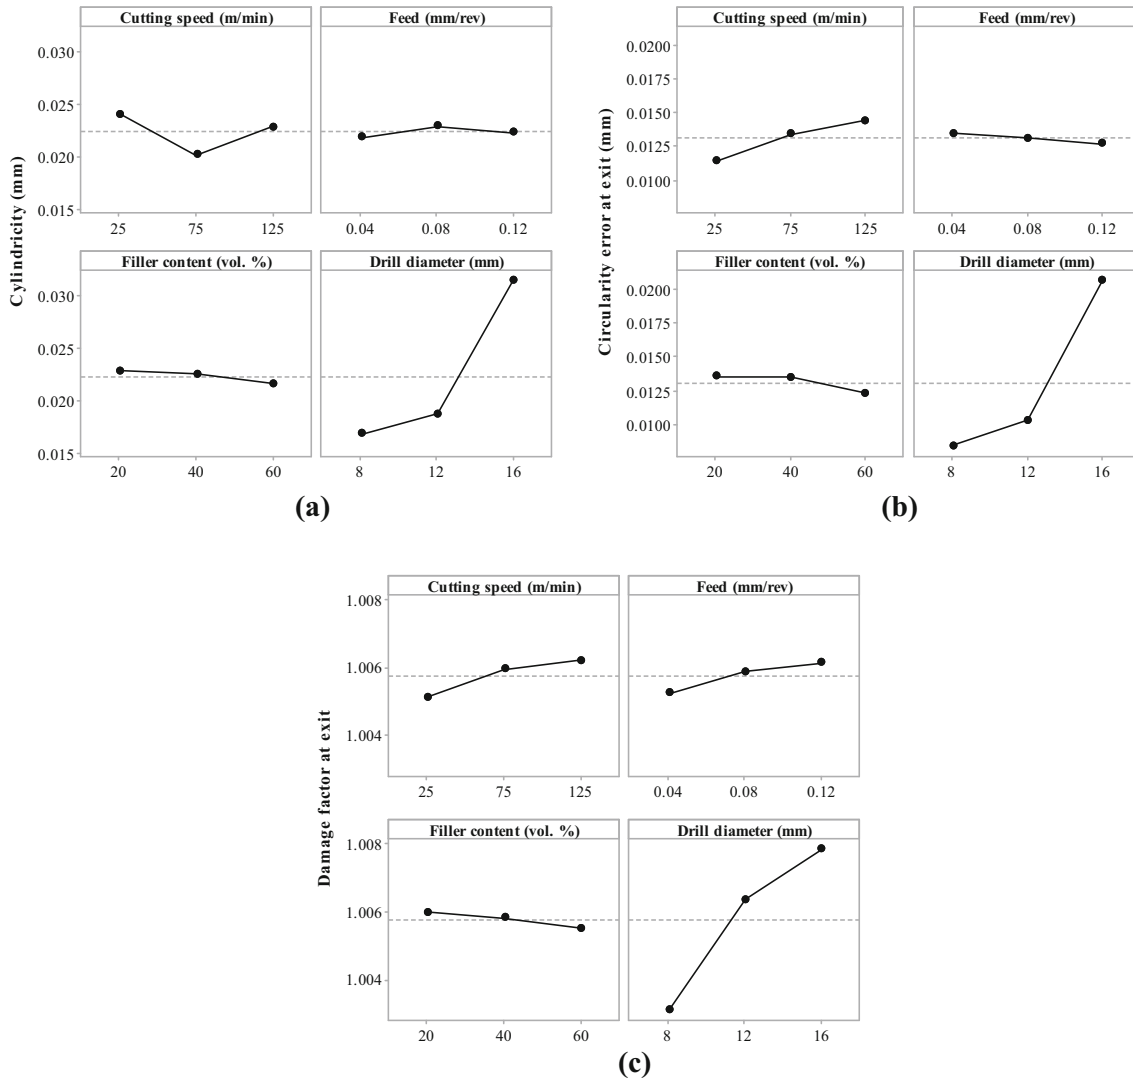 Cutting speed (m/min) Feed (mm/rev)
0.030
0.025
0.020
0.015
25 75 125 0.04 0.08 0.12
Filler content (vol. %) Drill diameter (mm)
0.030
0.025
0.020
0.015
20 40 60 8 12 16
Cylindricity (mm)
(a)
Cutting speed (m/min) Feed (mm/rev)
0.0200
0.0175
0.0150
0.0125
0.0100
25 75 125 0.04 0.08 0.12
Filler content (vol. %) Drill diameter (mm)
0.0200
0.0175
0.0150
0.0125
0.0100
20 40 60 8 12 16
Circularity error at exit (mm)
(b)
Cutting speed (m/min) Feed (mm/rev)
1.008
1.006
1.004
25 75 125 0.04 0.08 0.12
Filler content (vol. %) Drill diameter (mm)
1.008
1.006
1.004
20 40 60 8 12 16
Damage factor at exit
(c)